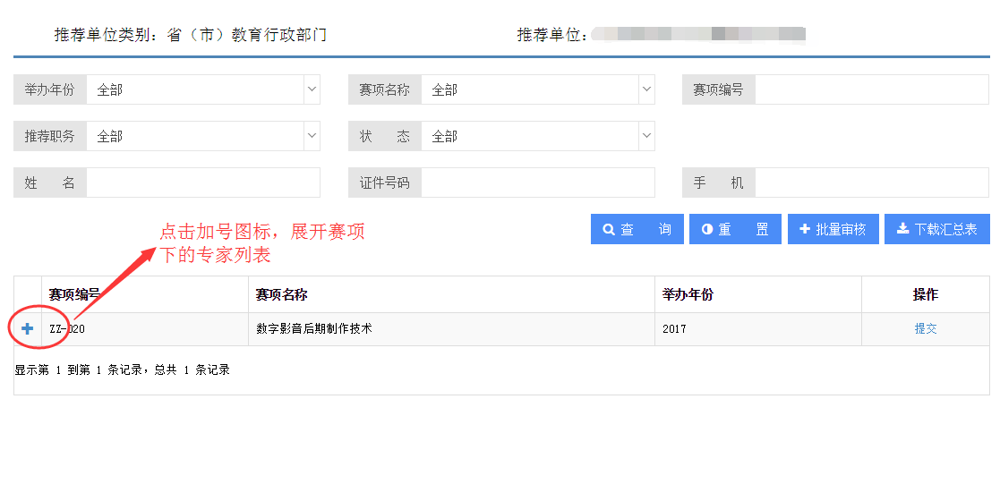 推荐单位类别：省（市）教育行政部门 推荐单位：
举办年份 全部 赛项名称 全部 赛项编号
推荐职务 全部 状 态 全部
姓 名 证件号码 手 机
点击加号图标，展开赛项
下的专家列表
查 询 重 置 批量审核 下载汇总表
赛项编号 赛项名称 举办年份 操作
ZZ-020 数字影音后期制作技术 2017 提交
显示第 1 到第 1 条记录，总共 1 条记录